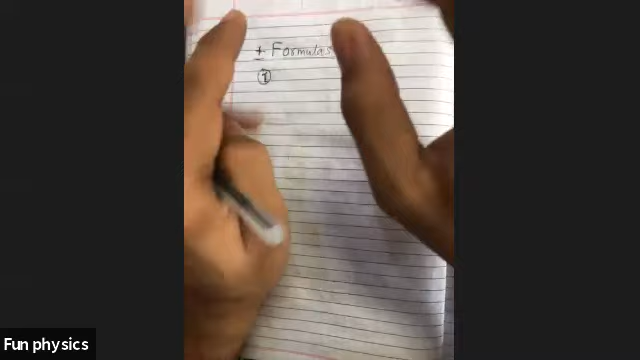 + Formulas
①
Fun physics